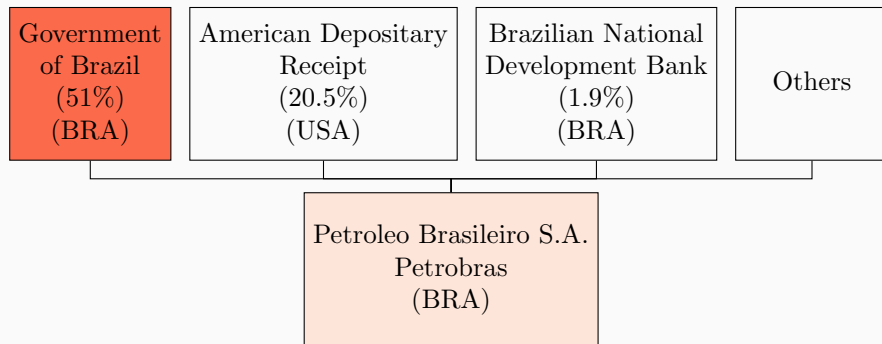 Government
of Brazil
(51%)
(BRA)
American Depositary
Receipt
(20.5%)
(USA)
Brazilian National
Development Bank
(1.9%)
(BRA)
Others
Petroleo Brasileiro S.A.
Petrobras
(BRA)